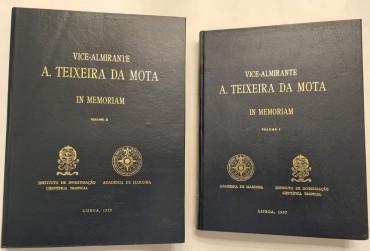 VICE-ALMIRANTE
A. TEIXEIRA DA MOTA
IN MEMORIAM
VOLUME II
INSTITUTO DE INVESTIGAÇÃO
CIENTÍFICA TROPICAL
ACADEMIA DE MARINHA
VICE-ALMIRANTE
A. TEIXEIRA DA MOTA
IN MEMORIAM
VOLUME I
ACADEMIA DE MARINHA
INSTITUTO DE INVESTIGAÇÃO
CIENTÍFICA TROPICAL
LISBOA, 1987